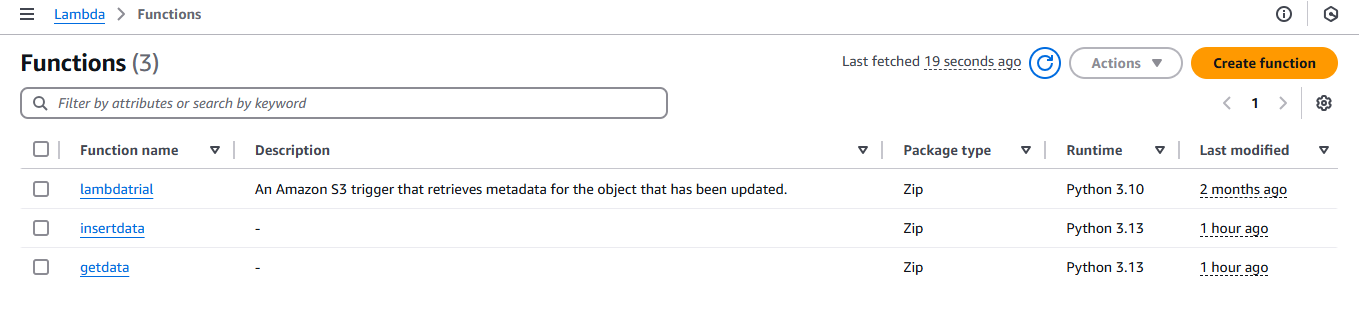 Lambda > Functions
Functions (3)
Last fetched 19 seconds ago
Actions
Create function
Filter by attributes or search by keyword
1
Function name Description Package type Runtime Last modified
lambdatrial An Amazon S3 trigger that retrieves metadata for the object that has been updated. Zip Python 3.10 2 months ago
insertdata - Zip Python 3.13 1 hour ago
getdata - Zip Python 3.13 1 hour ago